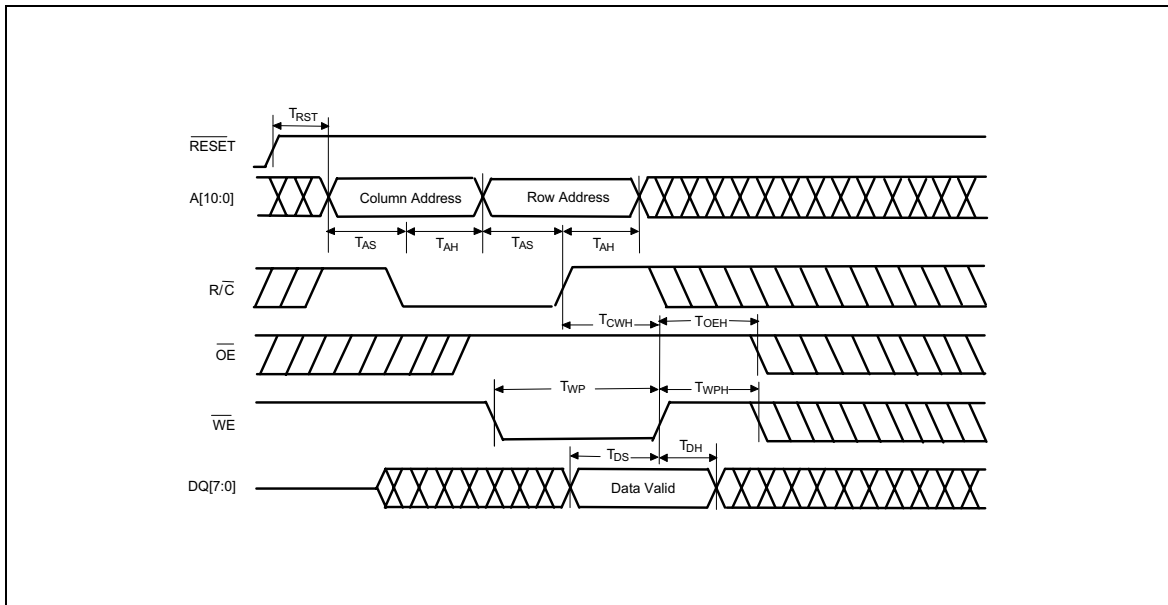 TRST
RESET
A[10:0]
Column Address
Row Address
TAS
TAH
TAS
TAH
R/C
TCWH
TOEH
OE
TWP
TWPH
WE
TDS
TDH
DQ[7:0]
Data Valid